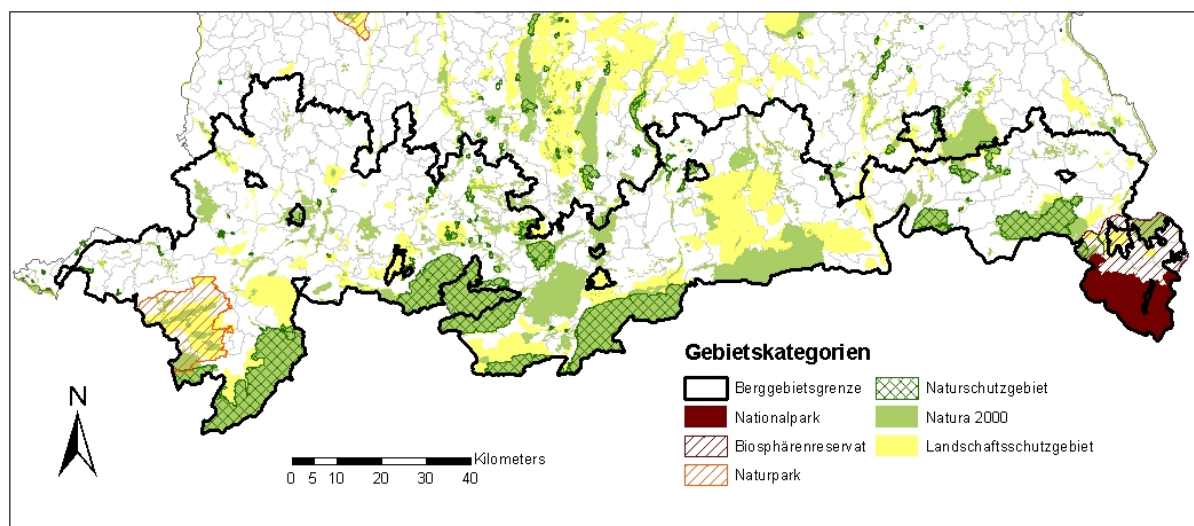 Gebietskategorien
Berggebietsgrenze
Naturschutzgebiet
Nationalpark
Natura 2000
Biosphärenreservat
Landschaftsschutzgebiet
Naturpark
N
Kilometers
0 5 10 20 30 40